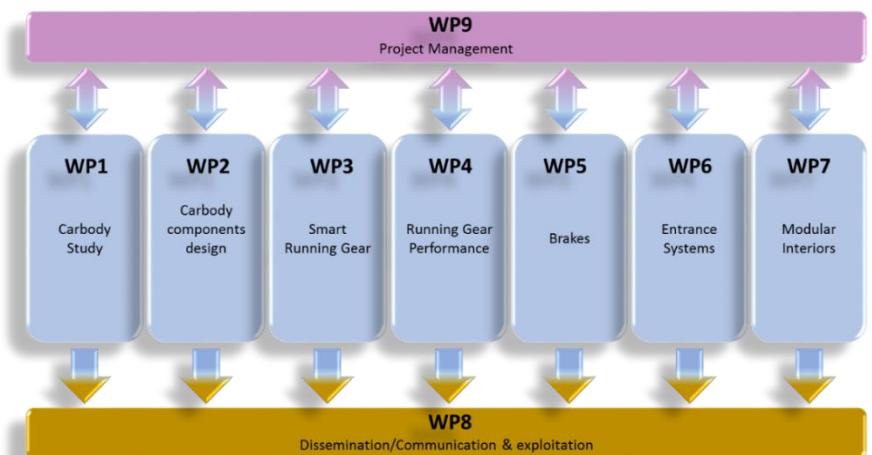 WP9
Project Management
WP1
Carbody
Study
WP2
Carbody
components
design
WP3
Smart
Running Gear
WP4
Running Gear
Performance
WP5
Brakes
WP6
Entrance
Systems
WP7
Modular
Interiors
WP8
Dissemination/Communication & exploitation